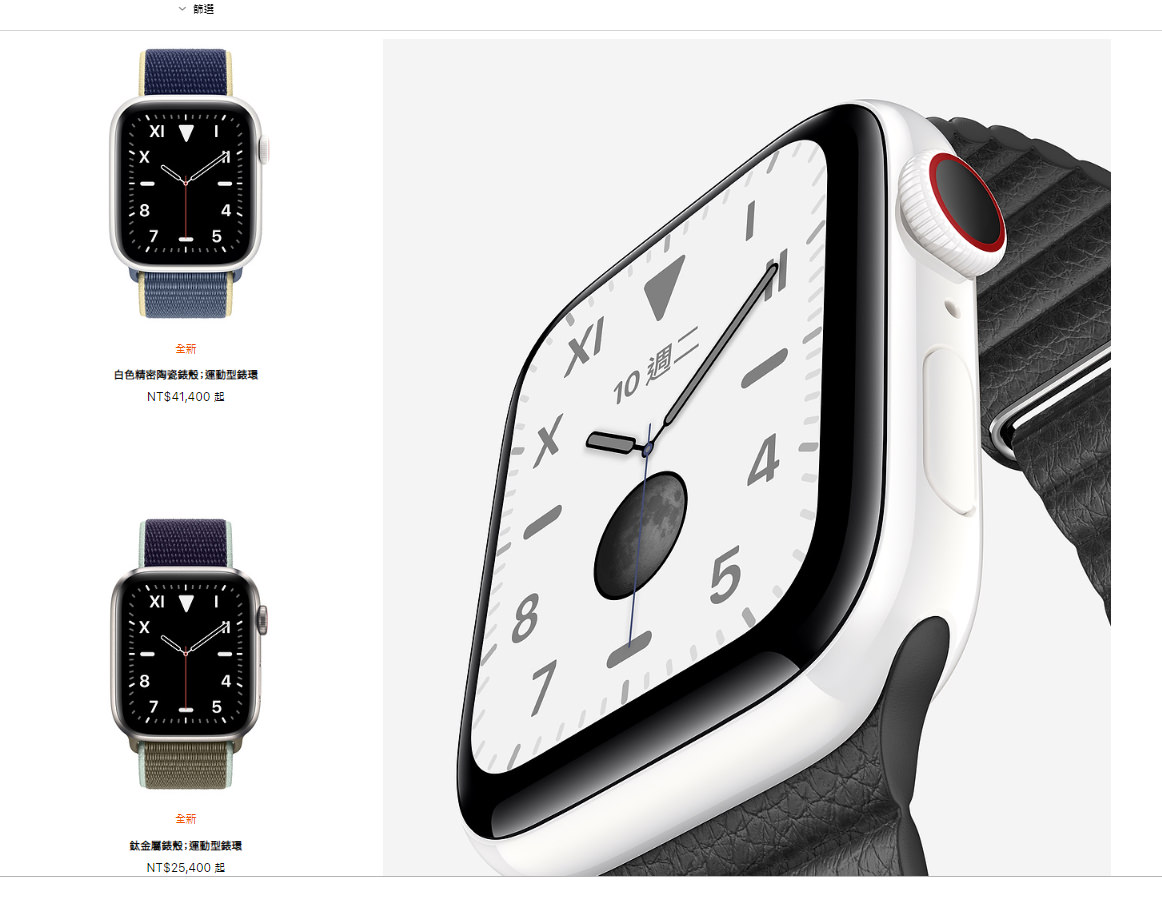 篩選
XI I
X II
8 4
7 5
全新
白色精密陶瓷錶殼；運動型錶環
NT$41,400 起
XI I
X II
8 4
7 5
全新
鈦金屬錶殼；運動型錶環
NT$25,400 起
I
II
XI
10 週二
X
4
5
8
7